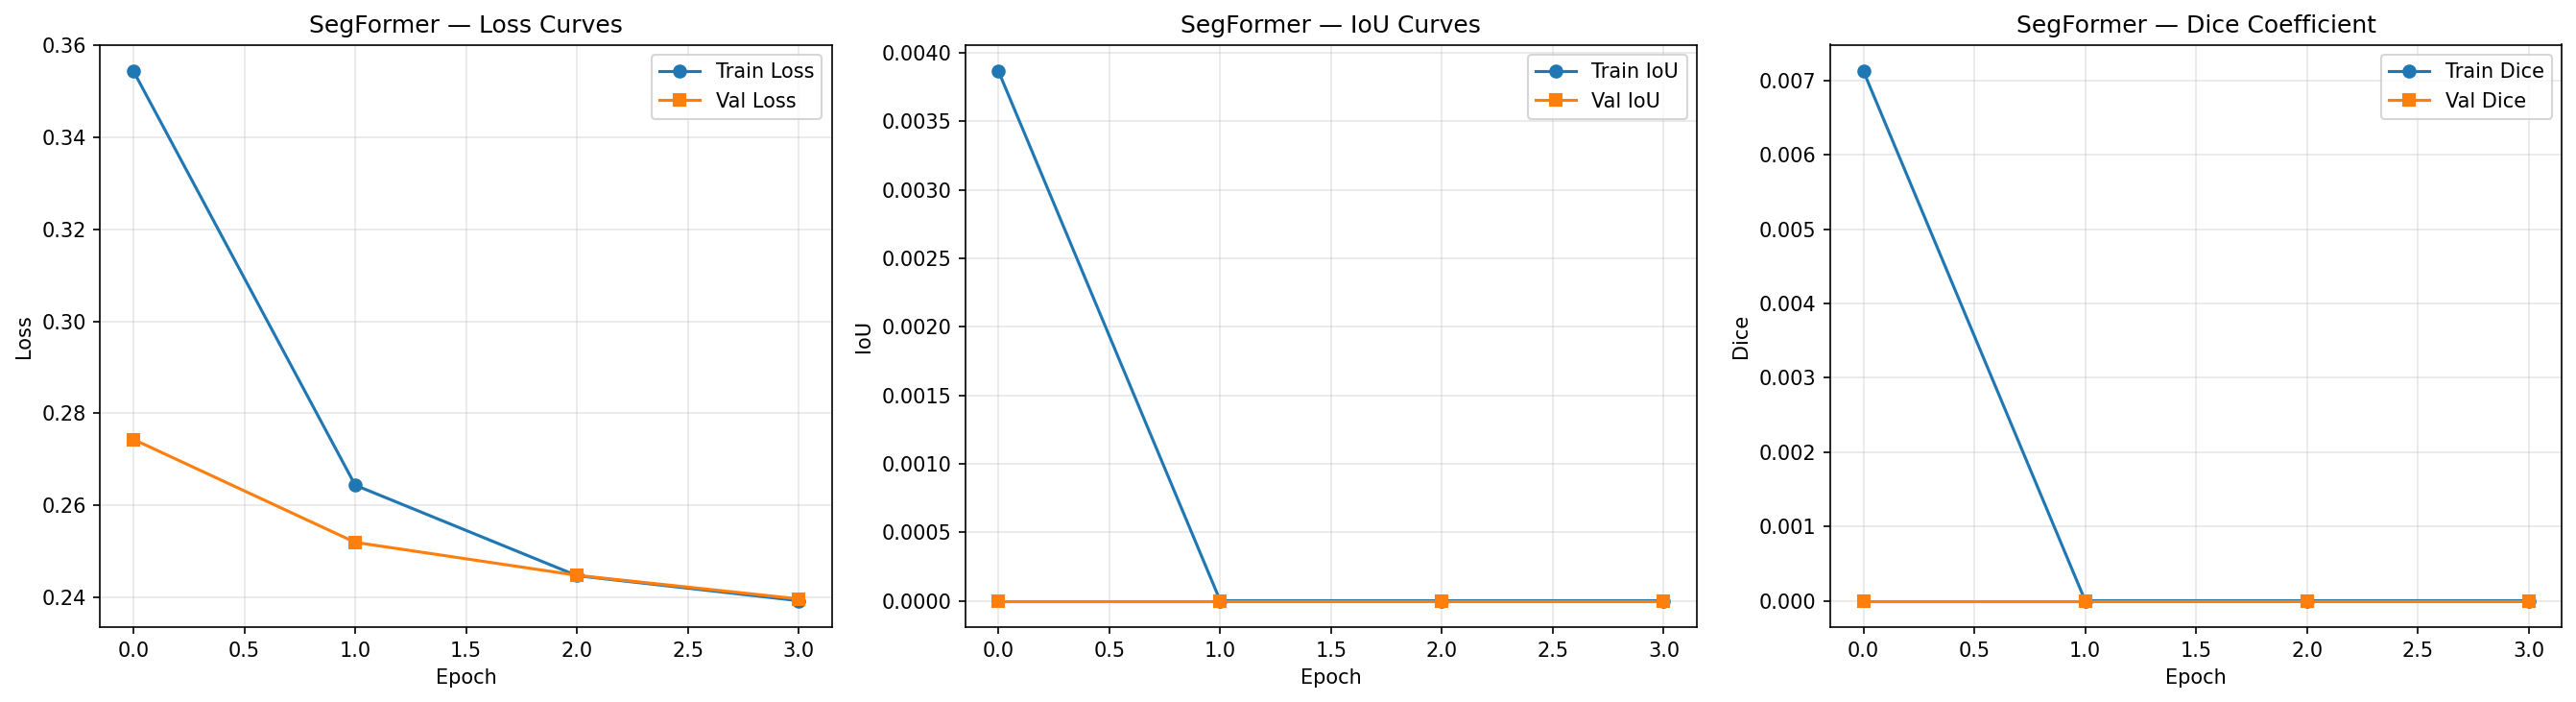 SegFormer — Loss Curves
0.36
0.34
0.32
0.30
0.28
0.26
0.24
Loss
Train Loss
Val Loss
0.0 0.5 1.0 1.5 2.0 2.5 3.0
Epoch
SegFormer — IoU Curves
0.0040
0.0035
0.0030
0.0025
0.0020
0.0015
0.0010
0.0005
0.0000
IoU
Train IoU
Val IoU
0.0 0.5 1.0 1.5 2.0 2.5 3.0
Epoch
SegFormer — Dice Coefficient
0.007
0.006
0.005
0.004
0.003
0.002
0.001
0.000
Dice
Train Dice
Val Dice
0.0 0.5 1.0 1.5 2.0 2.5 3.0
Epoch